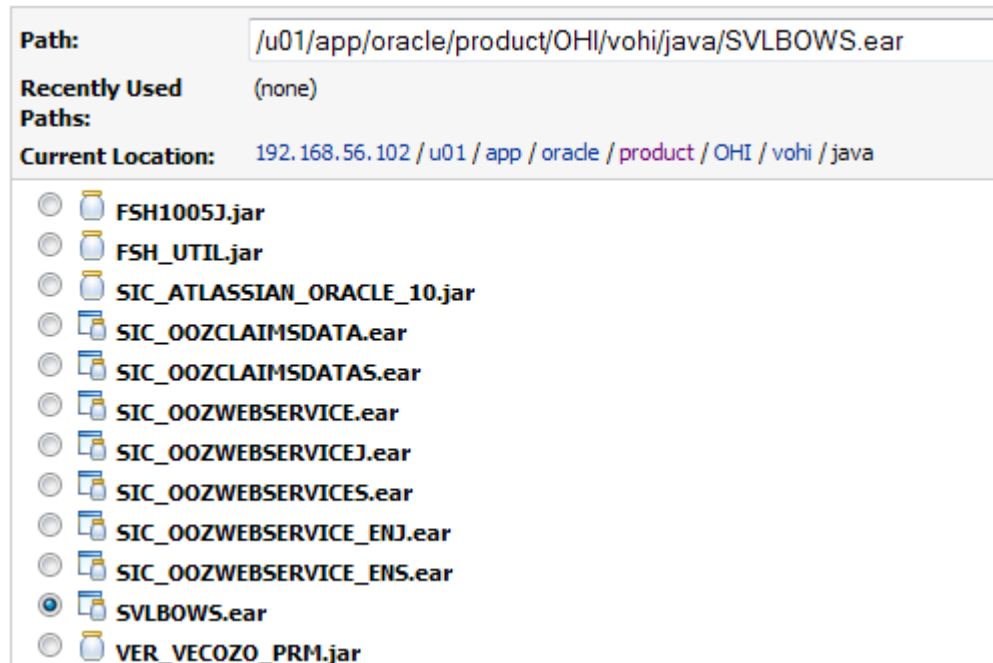 Path: /u01/app/oracle/product/OHI/vohi/java/SVLBOWS.ear
Recently Used Paths: (none)
Current Location: 192.168.56.102 / u01 / app / oracle / product / OHI / vohi / java
FSH1005J.jar
FSH_UTIL.jar
SIC_ATLASSIAN_ORACLE_10.jar
SIC_OOZCLAIMSDATA.ear
SIC_OOZCLAIMSDATAS.ear
SIC_OOZWEBSERVICE.ear
SIC_OOZWEBSERVICEJ.ear
SIC_OOZWEBSERVICES.ear
SIC_OOZWEBSERVICE_ENJ.ear
SIC_OOZWEBSERVICE_ENS.ear
SVLBOWS.ear
VER_VECOZO_PRM.jar